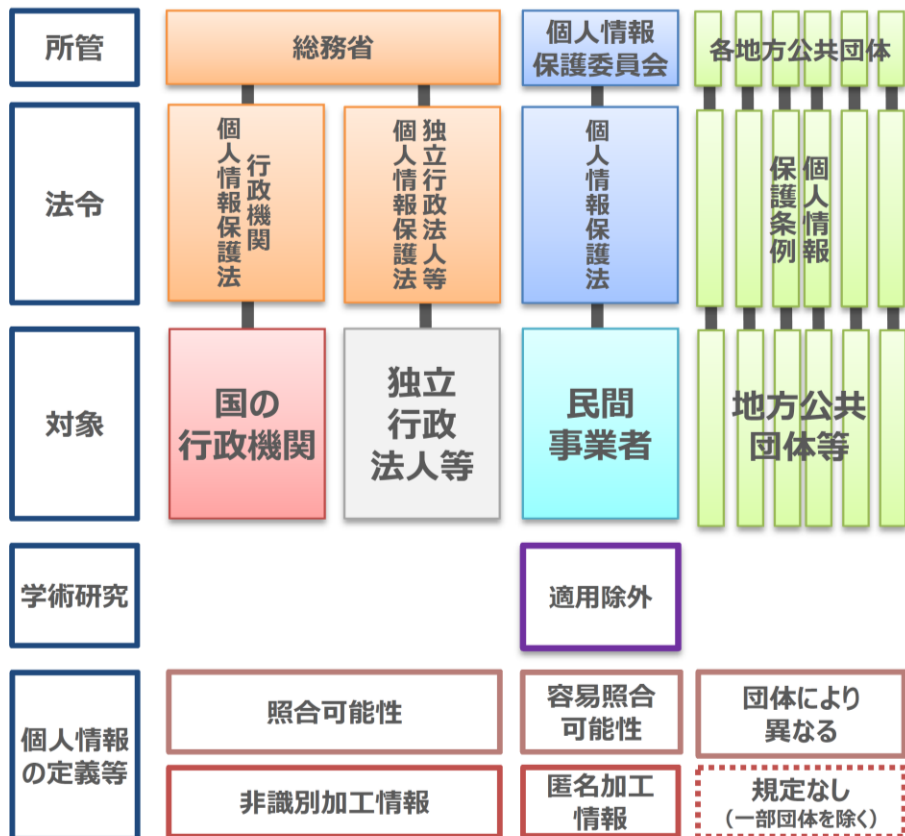 所管
総務省
個人情報
保護委員会
各地方公共団体
法令
行政機関
個人情報保護法
独立行政法人等
個人情報保護法
個人情報保護法
個人情報
保護条例
対象
国の
行政機関
独立
行政
法人等
民間
事業者
地方公共
団体等
学術研究
適用除外
個人情報
の定義等
照合可能性
容易照合
可能性
団体により
異なる
非識別加工情報
匿名加工
情報
規定なし
(一部団体を除く)